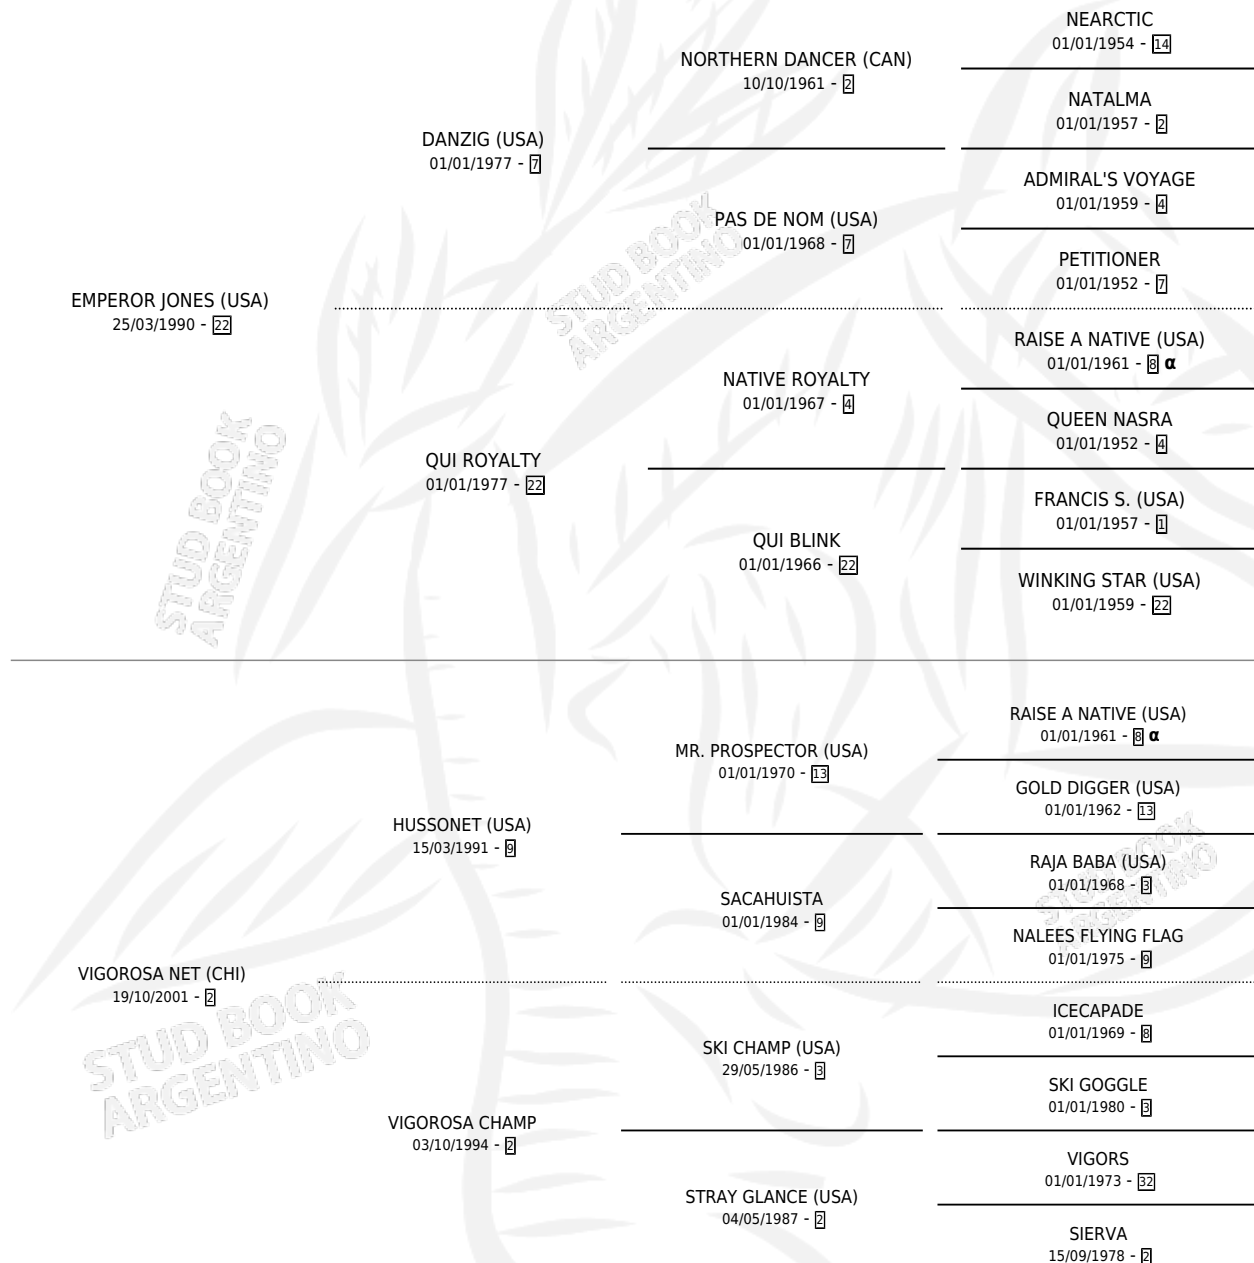 NEARCTIC
01/01/1954 - 14
NORTHERN DANCER (CAN)
10/10/1961 - 2
NATALMA
01/01/1957 - 2
DANZIG (USA)
01/01/1977 - 7
ADMIRAL'S VOYAGE
01/01/1959 - 4
PAS DE NOM (USA)
01/01/1968 - 7
PETITIONER
01/01/1952 - 7
EMPEROR JONES (USA)
25/03/1990 - 22
RAISE A NATIVE (USA)
01/01/1961 - 8 α
NATIVE ROYALTY
01/01/1967 - 4
QUEEN NASRA
01/01/1952 - 4
QUI ROYALTY
01/01/1977 - 22
FRANCIS S. (USA)
01/01/1957 - 1
QUI BLINK
01/01/1966 - 22
WINKING STAR (USA)
01/01/1959 - 22
STUD BOOK
ARGENTINO
STUD BOOK
ARGENTINO
RAISE A NATIVE (USA)
01/01/1961 - 8 α
MR. PROSPECTOR (USA)
01/01/1970 - 13
GOLD DIGGER (USA)
01/01/1962 - 13
HUSSONET (USA)
15/03/1991 - 9
RAJA BABA (USA)
01/01/1968 - 3
SACAHUISTA
01/01/1984 - 9
NALEES FLYING FLAG
01/01/1975 - 9
VIGOROSA NET (CHI)
19/10/2001 - 2
ICECAPADE
01/01/1969 - 8
SKI CHAMP (USA)
29/05/1986 - 3
SKI GOGGLE
01/01/1980 - 3
VIGOROSA CHAMP
03/10/1994 - 2
VIGORS
01/01/1973 - 32
STRAY GLANCE (USA)
04/05/1987 - 2
SIERVA
15/09/1978 - 2
STUD BOOK
ARGENTINO
STUD BOOK
ARGENTINO